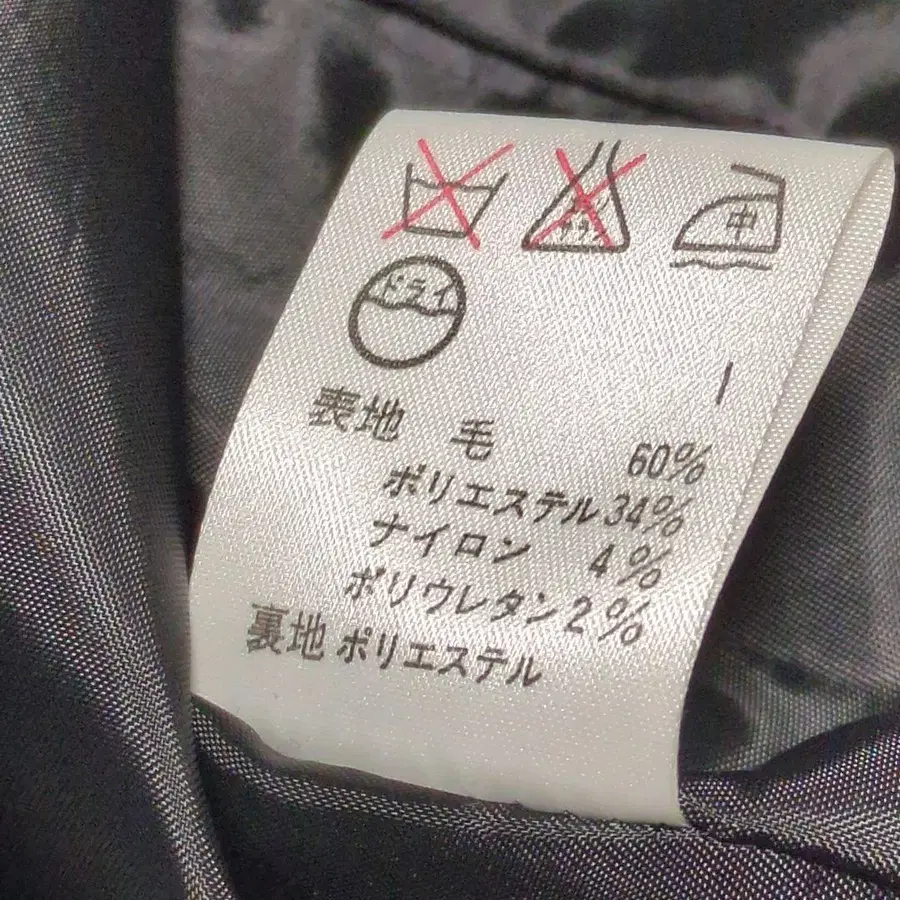 中
ドライ
表地 毛 60%
ポリエステル 34%
ナイロン 4%
ポリウレタン 2%
裏地 ポリエステル